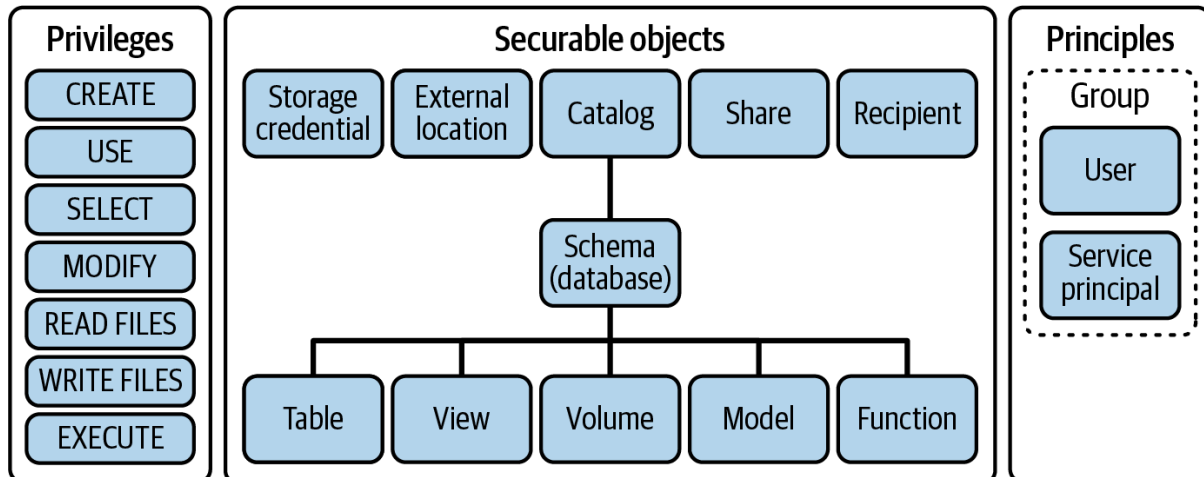 Privileges
CREATE
USE
SELECT
MODIFY
READ FILES
WRITE FILES
EXECUTE
Securable objects
Storage
credential
External
location
Catalog
Share
Recipient
Schema
(database)
Table
View
Volume
Model
Function
Principles
Group
User
Service
principal